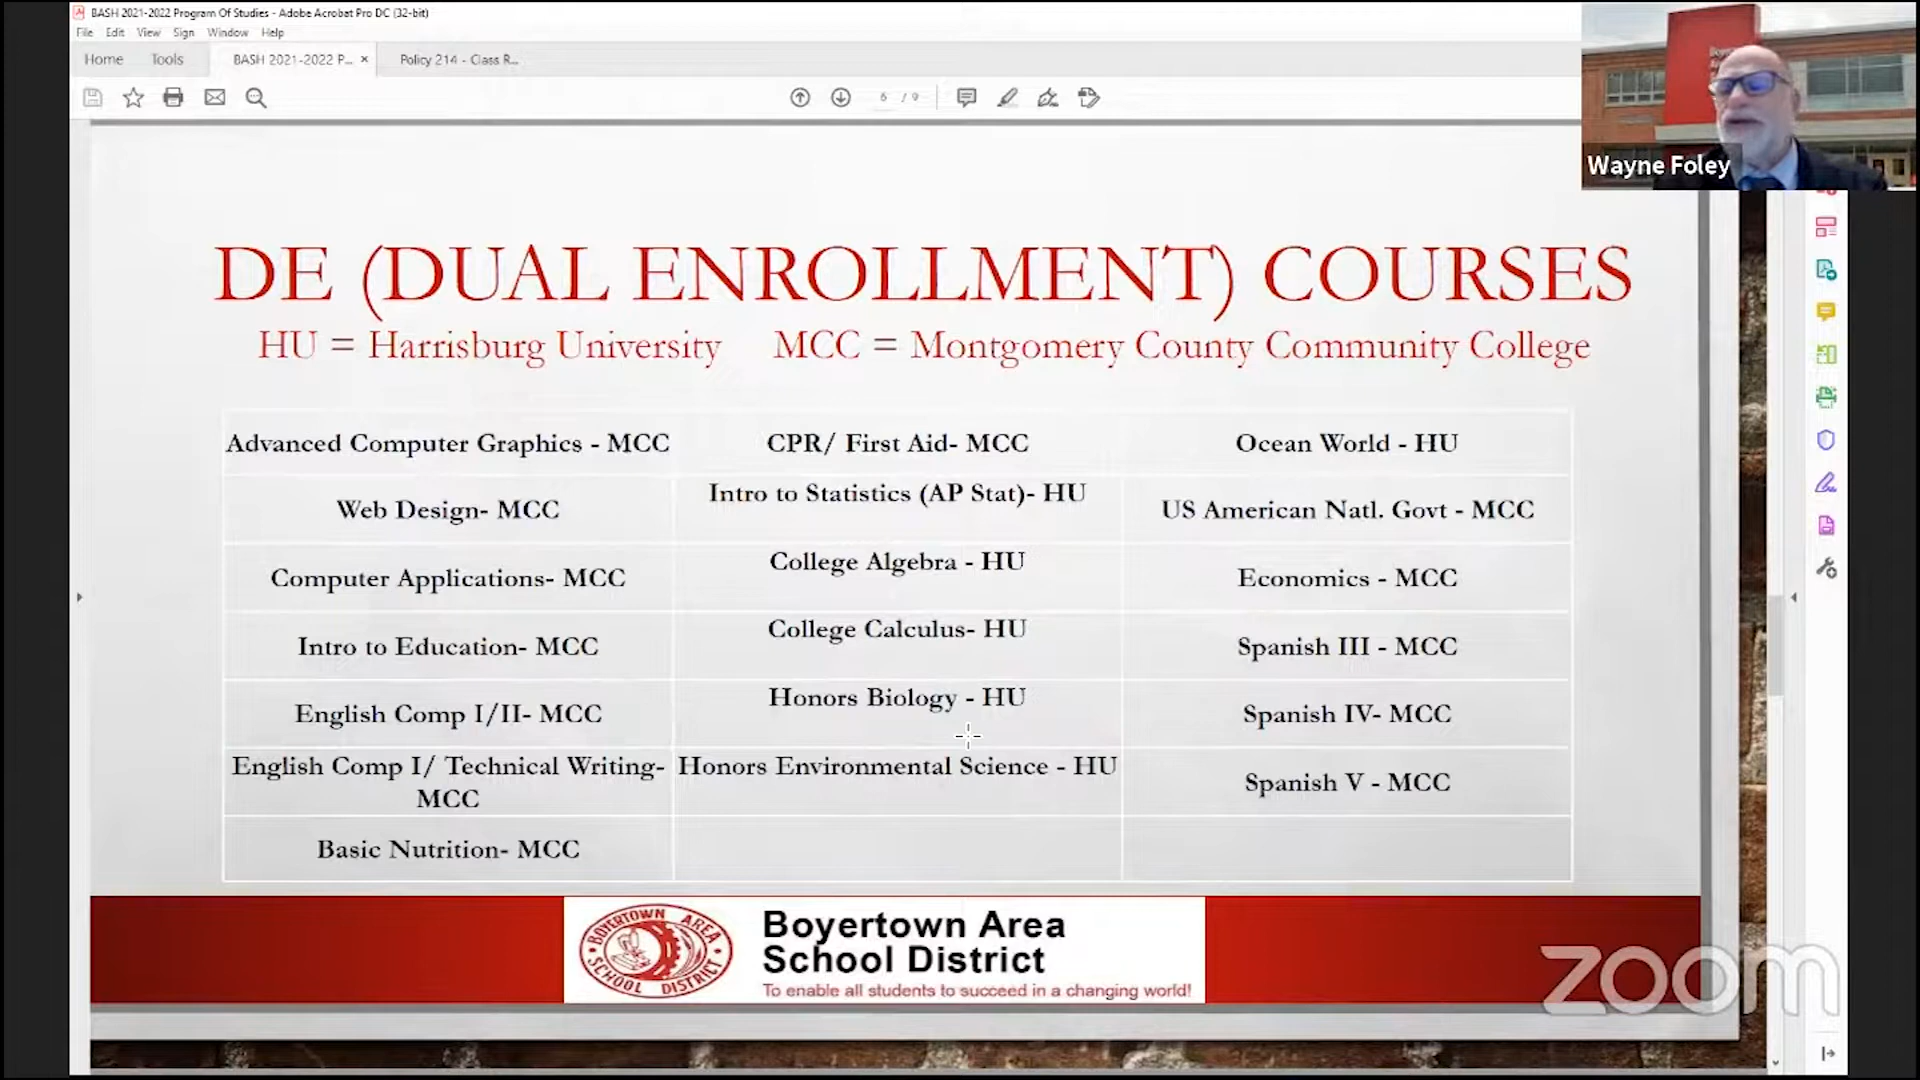 BASH 2021-2022 Program Of Studies - Adobe Acrobat Pro DC (32-bit)
File Edit View Sign Window Help
Home Tools BASH 2021-2022 P... × Policy 214 - Class R...
6 / 9
Wayne Foley
DE (DUAL ENROLLMENT) COURSES
HU = Harrisburg University MCC = Montgomery County Community College
Advanced Computer Graphics - MCC CPR/ First Aid- MCC Ocean World - HU
Web Design- MCC Intro to Statistics (AP Stat)- HU US American Natl. Govt - MCC
Computer Applications- MCC College Algebra - HU Economics - MCC
Intro to Education- MCC College Calculus- HU Spanish III - MCC
English Comp I/II- MCC Honors Biology - HU Spanish IV- MCC
English Comp I/ Technical Writing- Honors Environmental Science - HU Spanish V - MCC
MCC
Basic Nutrition- MCC
BOYERTOWN AREA
SCHOOL DISTRICT
Boyertown Area
School District
To enable all students to succeed in a changing world!
zoom